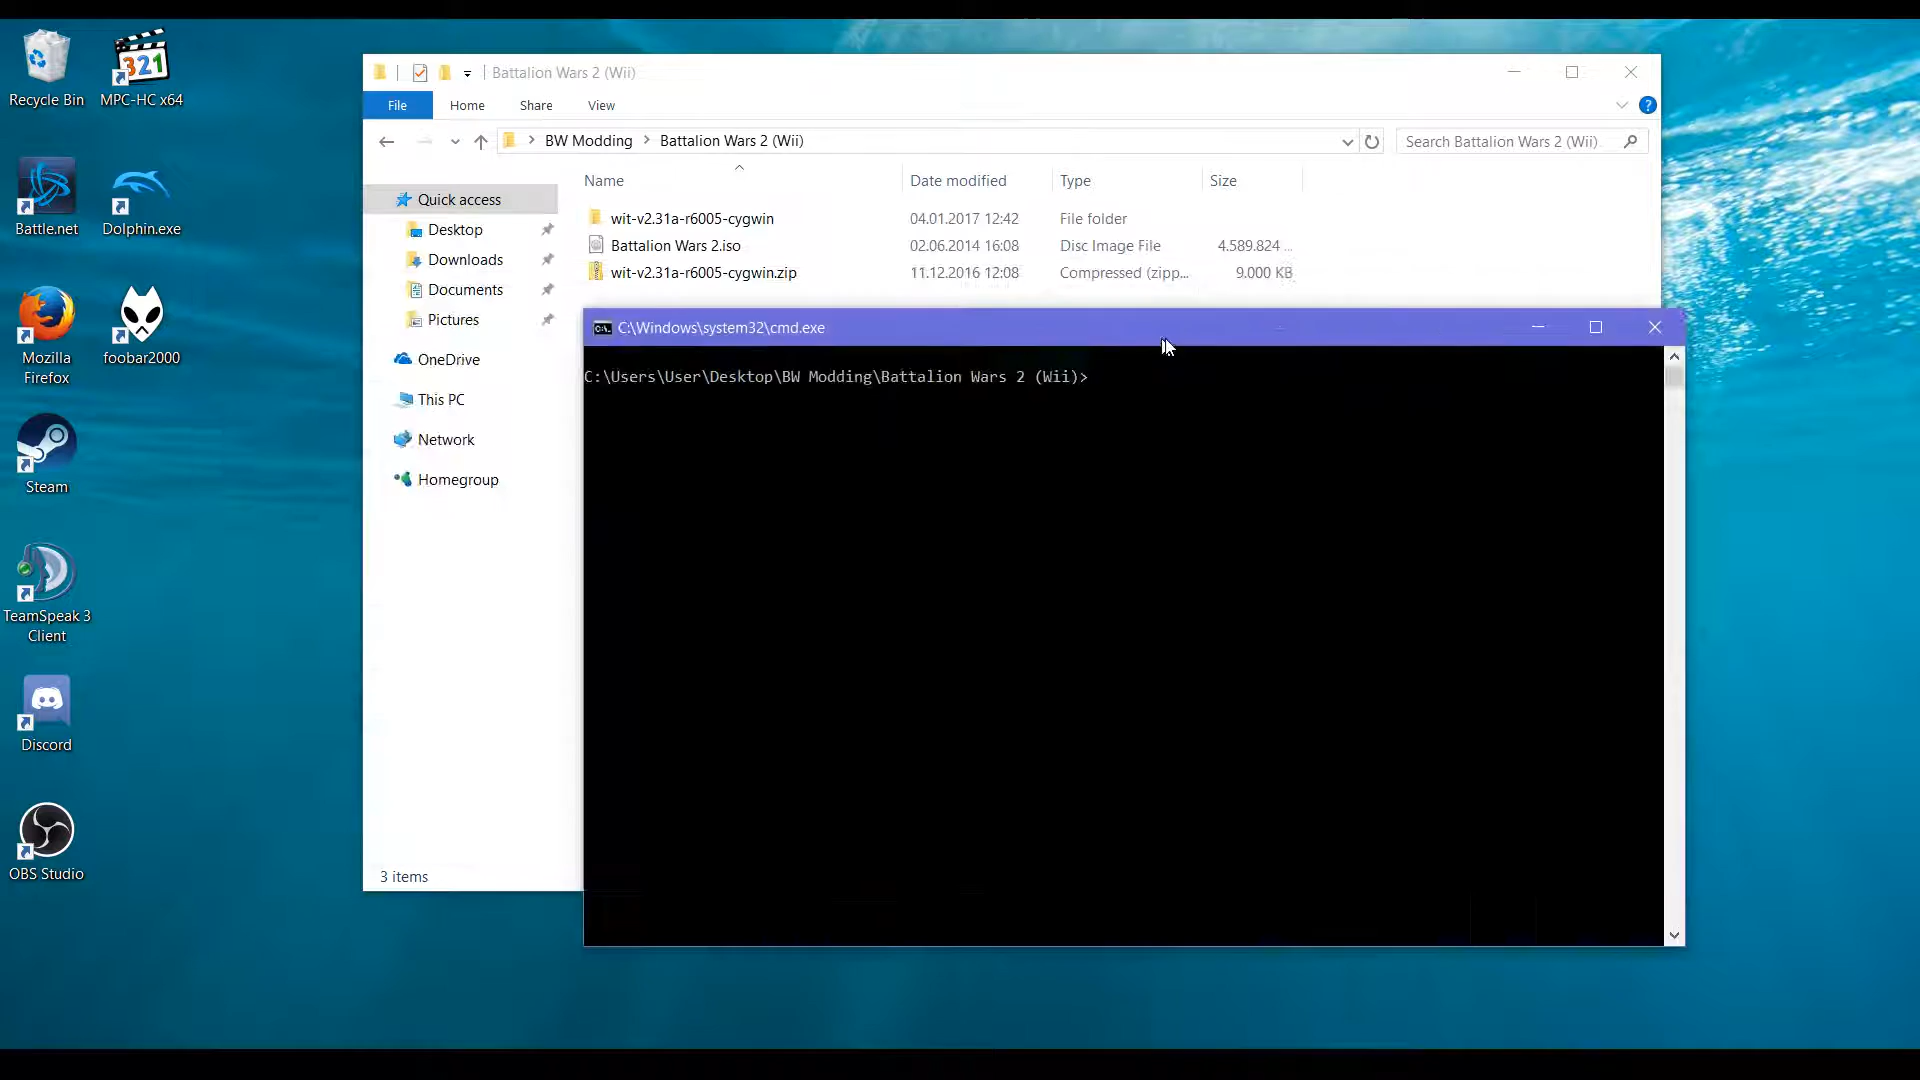 Recycle Bin
MPC-HC x64
321
Battle.net
Dolphin.exe
Mozilla
Firefox
foobar2000
Steam
TeamSpeak 3
Client
Discord
OBS Studio
Battalion Wars 2 (Wii)
File
Home
Share
View
?
BW Modding
Battalion Wars 2 (Wii)
Search Battalion Wars 2 (Wii)
Quick access
Desktop
Downloads
Documents
Pictures
OneDrive
This PC
Network
Homegroup
Name
Date modified
Type
Size
wit-v2.31a-r6005-cygwin
04.01.2017 12:42
File folder
Battalion Wars 2.iso
02.06.2014 16:08
Disc Image File
4.589.824 ...
wit-v2.31a-r6005-cygwin.zip
11.12.2016 12:08
Compressed (zipp...
9.000 KB
3 items
C:\Windows\system32\cmd.exe
C:\Users\User\Desktop\BW Modding\Battalion Wars 2 (Wii)>